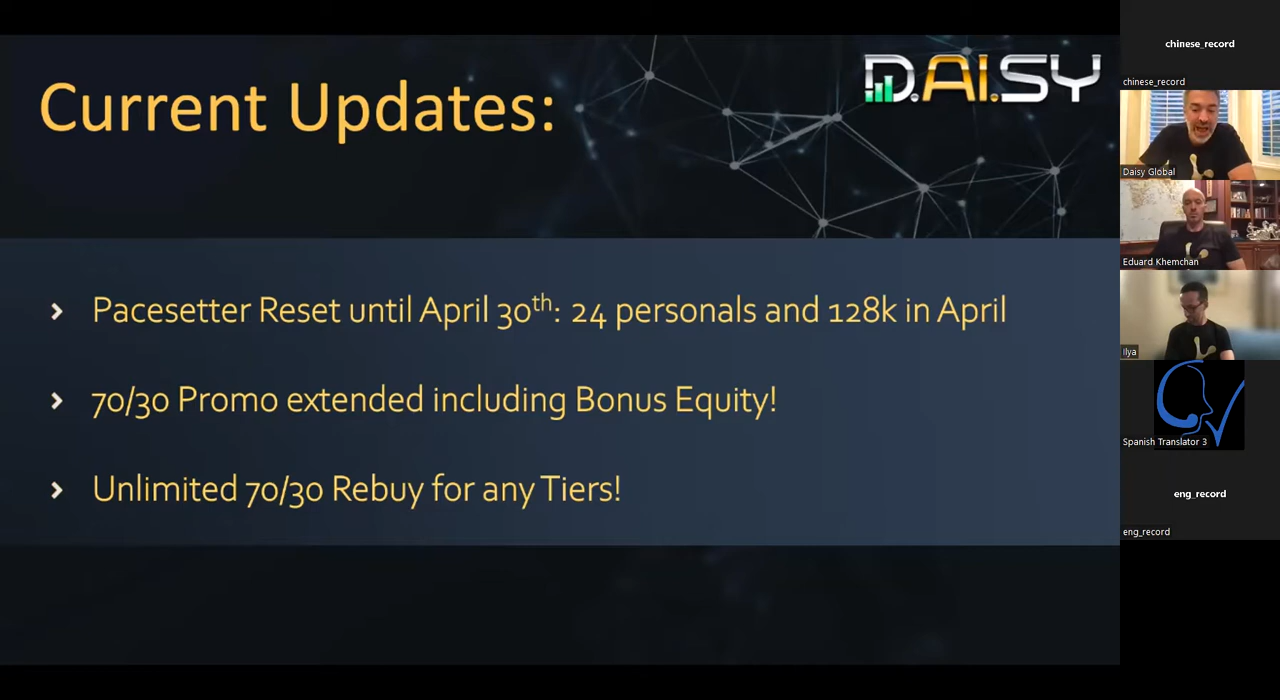 Current Updates:
D.AI.SY
Pacesetter Reset until April 30th: 24 personals and 128k in April
70/30 Promo extended including Bonus Equity!
Unlimited 70/30 Rebuy for any Tiers!
chinese_record
chinese_record
Daisy Global
Eduard Khemchan
Ilya
Spanish Translator 3
eng_record
eng_record